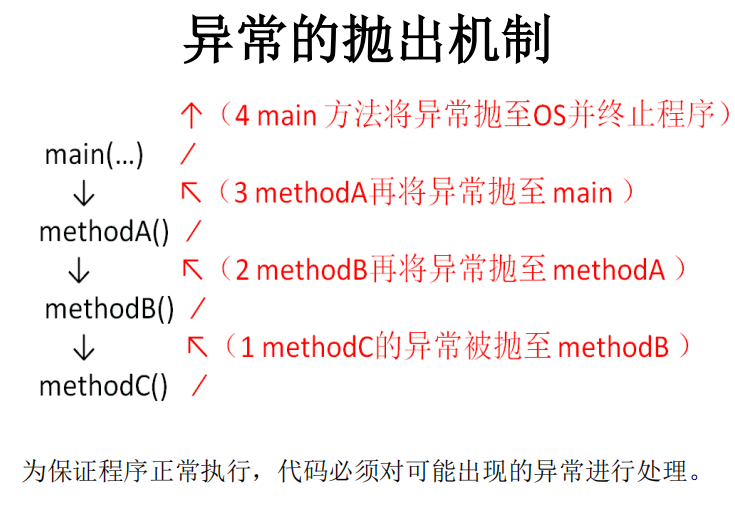 异常的抛出机制
↑（4 main 方法将异常抛至OS并终止程序）
main(…) /
↓ ↖（3 methodA再将异常抛至 main ）
methodA() /
↓ ↖（2 methodB再将异常抛至 methodA ）
methodB() /
↓ ↖（1 methodC的异常被抛至 methodB ）
methodC() /
为保证程序正常执行，代码必须对可能出现的异常进行处理。